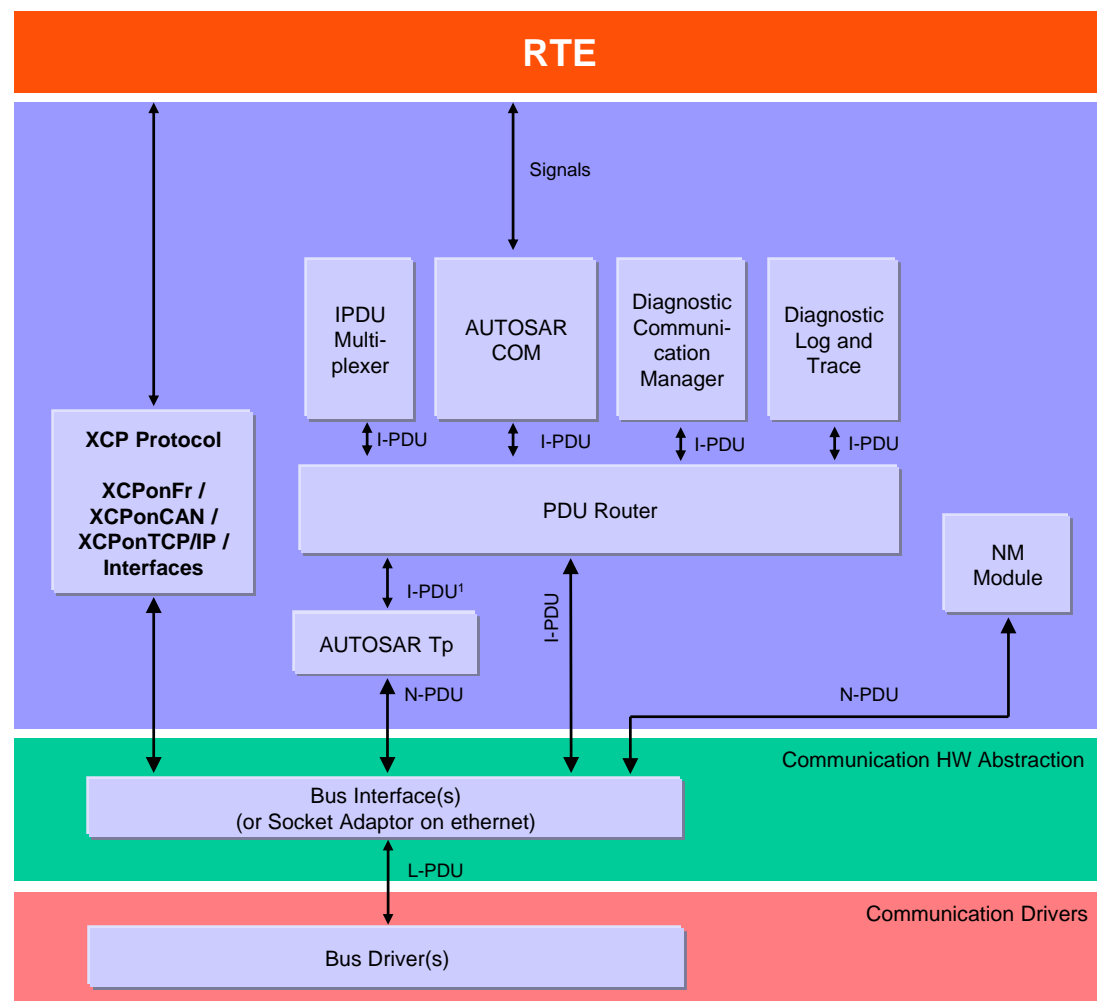 RTE
Signals
IPDU
Multi-
plexer
AUTOSAR
COM
Diagnostic
Communi-
cation
Manager
Diagnostic
Log and
Trace
XCP Protocol
XCPonFr /
XCPonCAN /
XCPonTCP/IP /
Interfaces
I-PDU
I-PDU
I-PDU
I-PDU
PDU Router
NM
Module
I-PDU¹
I-PDU
AUTOSAR Tp
N-PDU
N-PDU
Communication HW Abstraction
Bus Interface(s)
(or Socket Adaptor on ethernet)
L-PDU
Communication Drivers
Bus Driver(s)